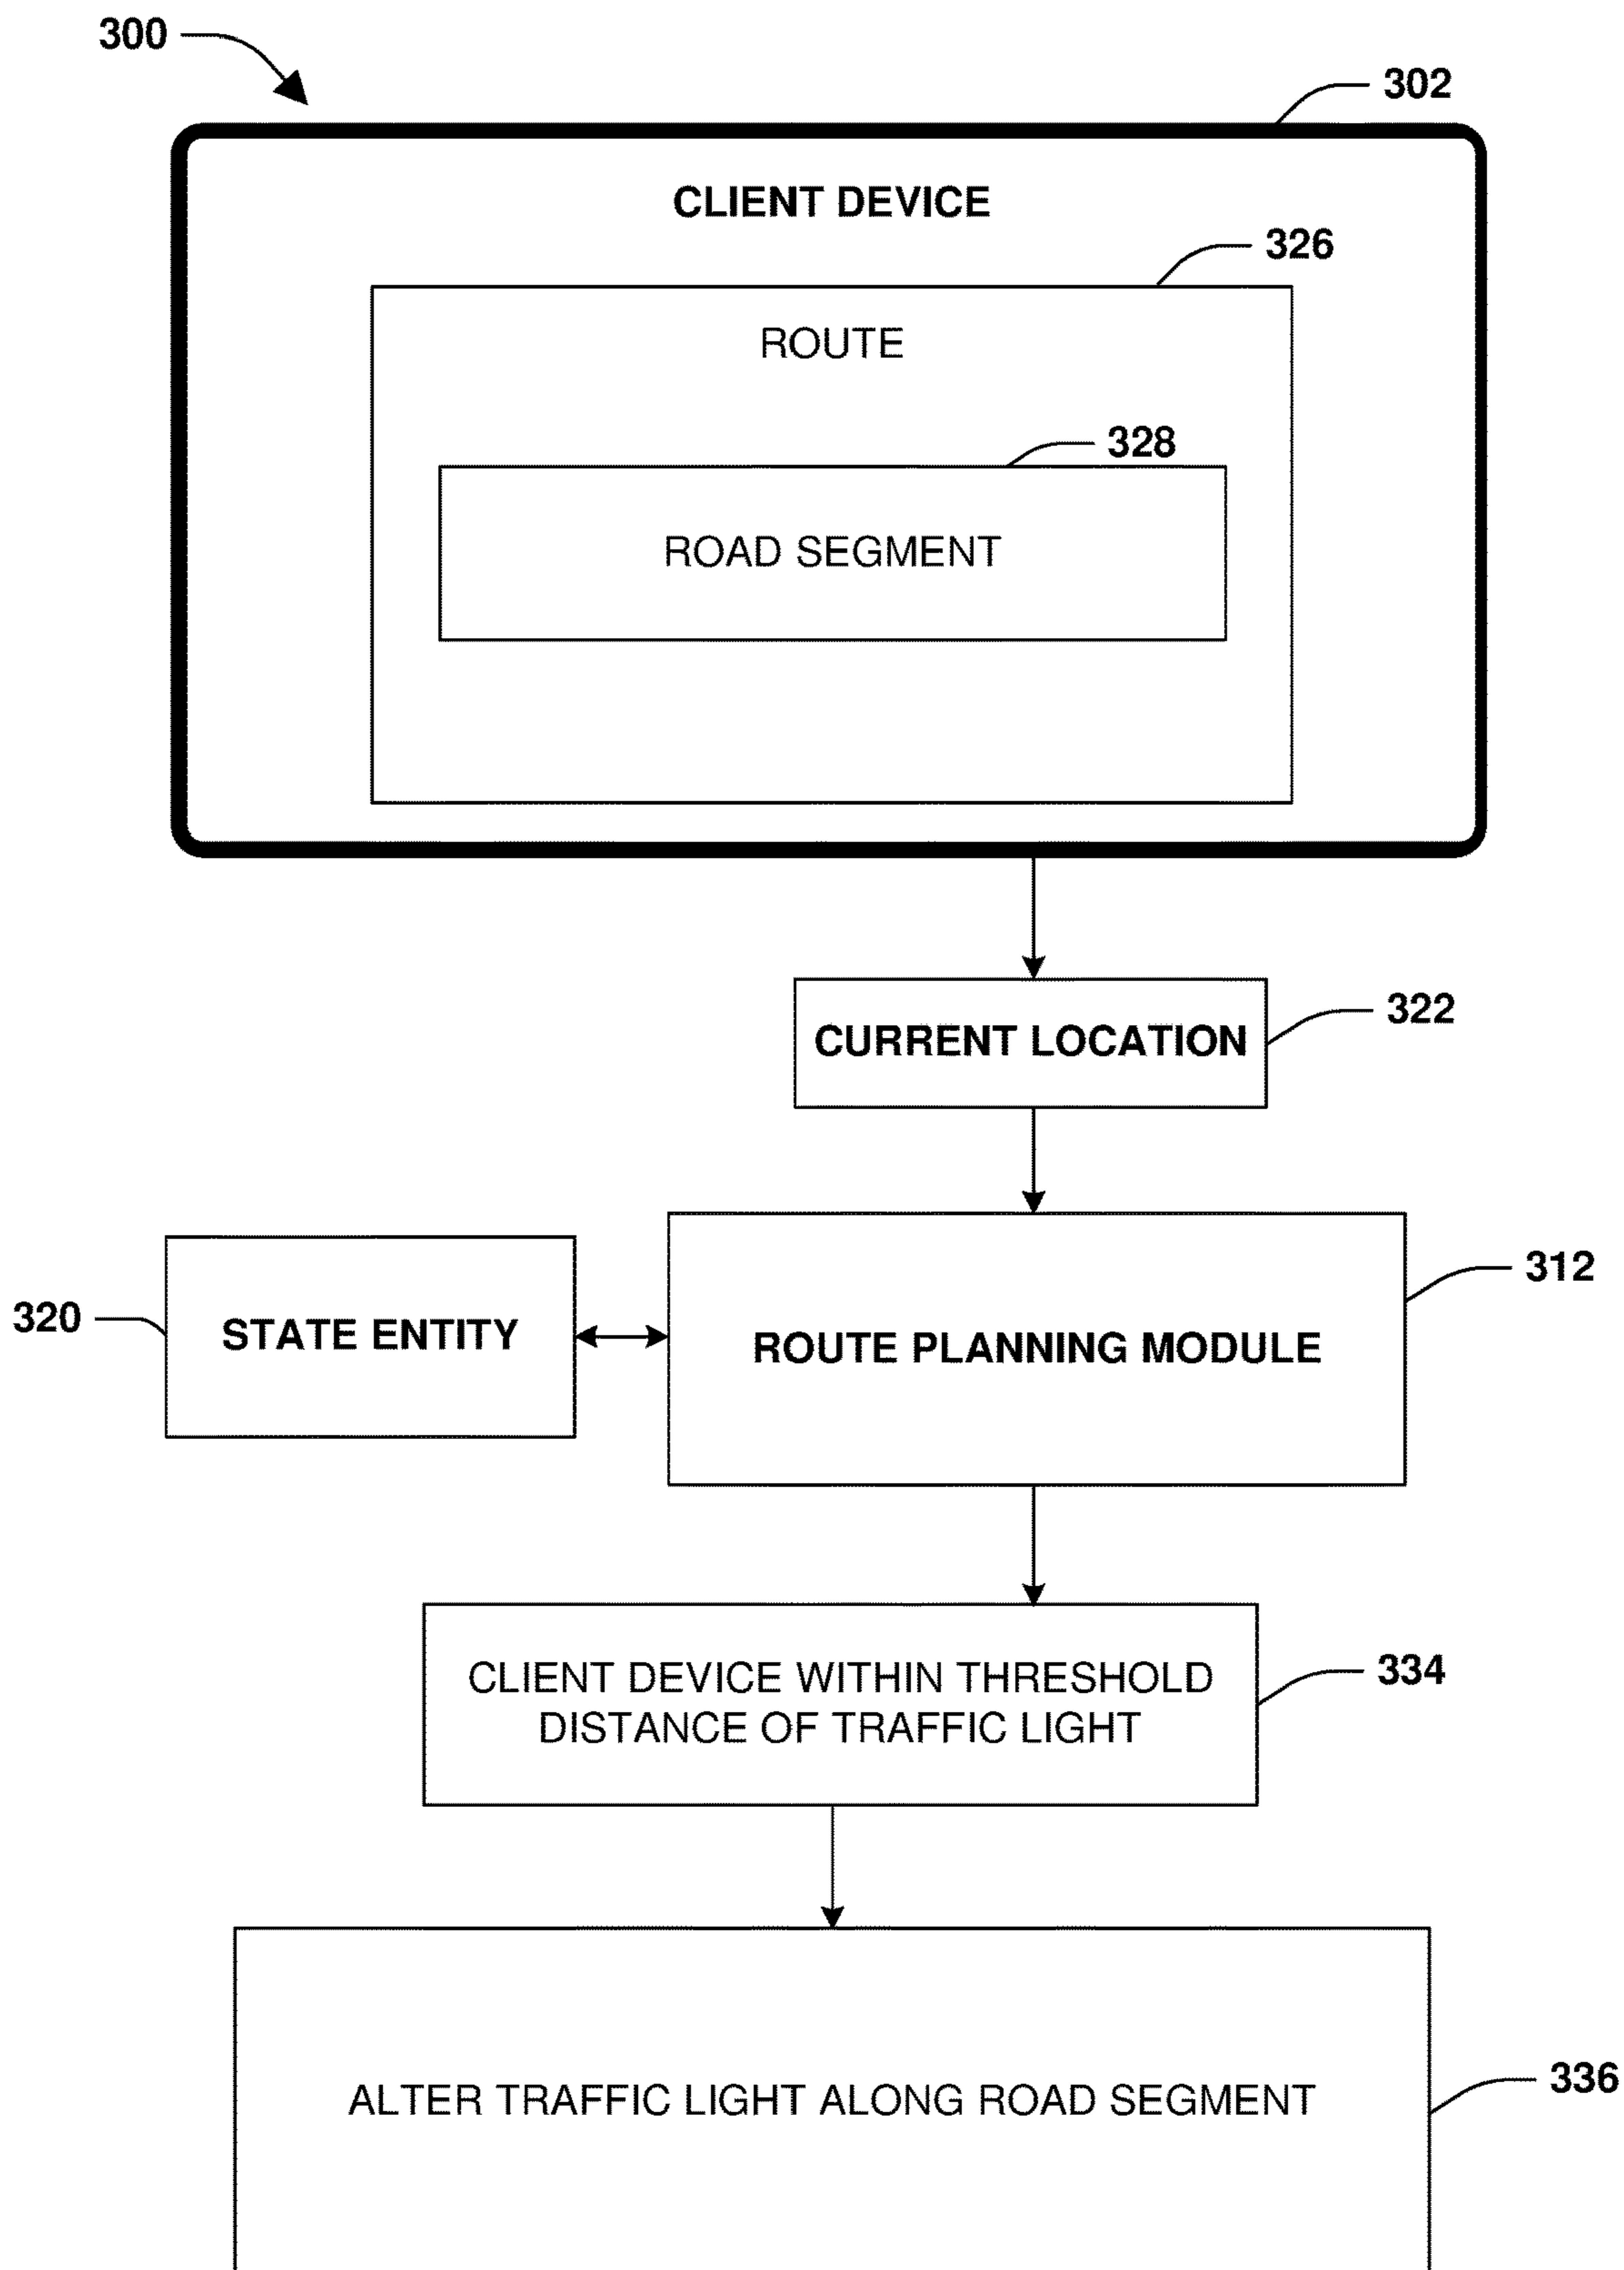 300
302
CLIENT DEVICE
326
ROUTE
328
ROAD SEGMENT
CURRENT LOCATION
322
320
STATE ENTITY
ROUTE PLANNING MODULE
312
CLIENT DEVICE WITHIN THRESHOLD
DISTANCE OF TRAFFIC LIGHT
334
ALTER TRAFFIC LIGHT ALONG ROAD SEGMENT
336